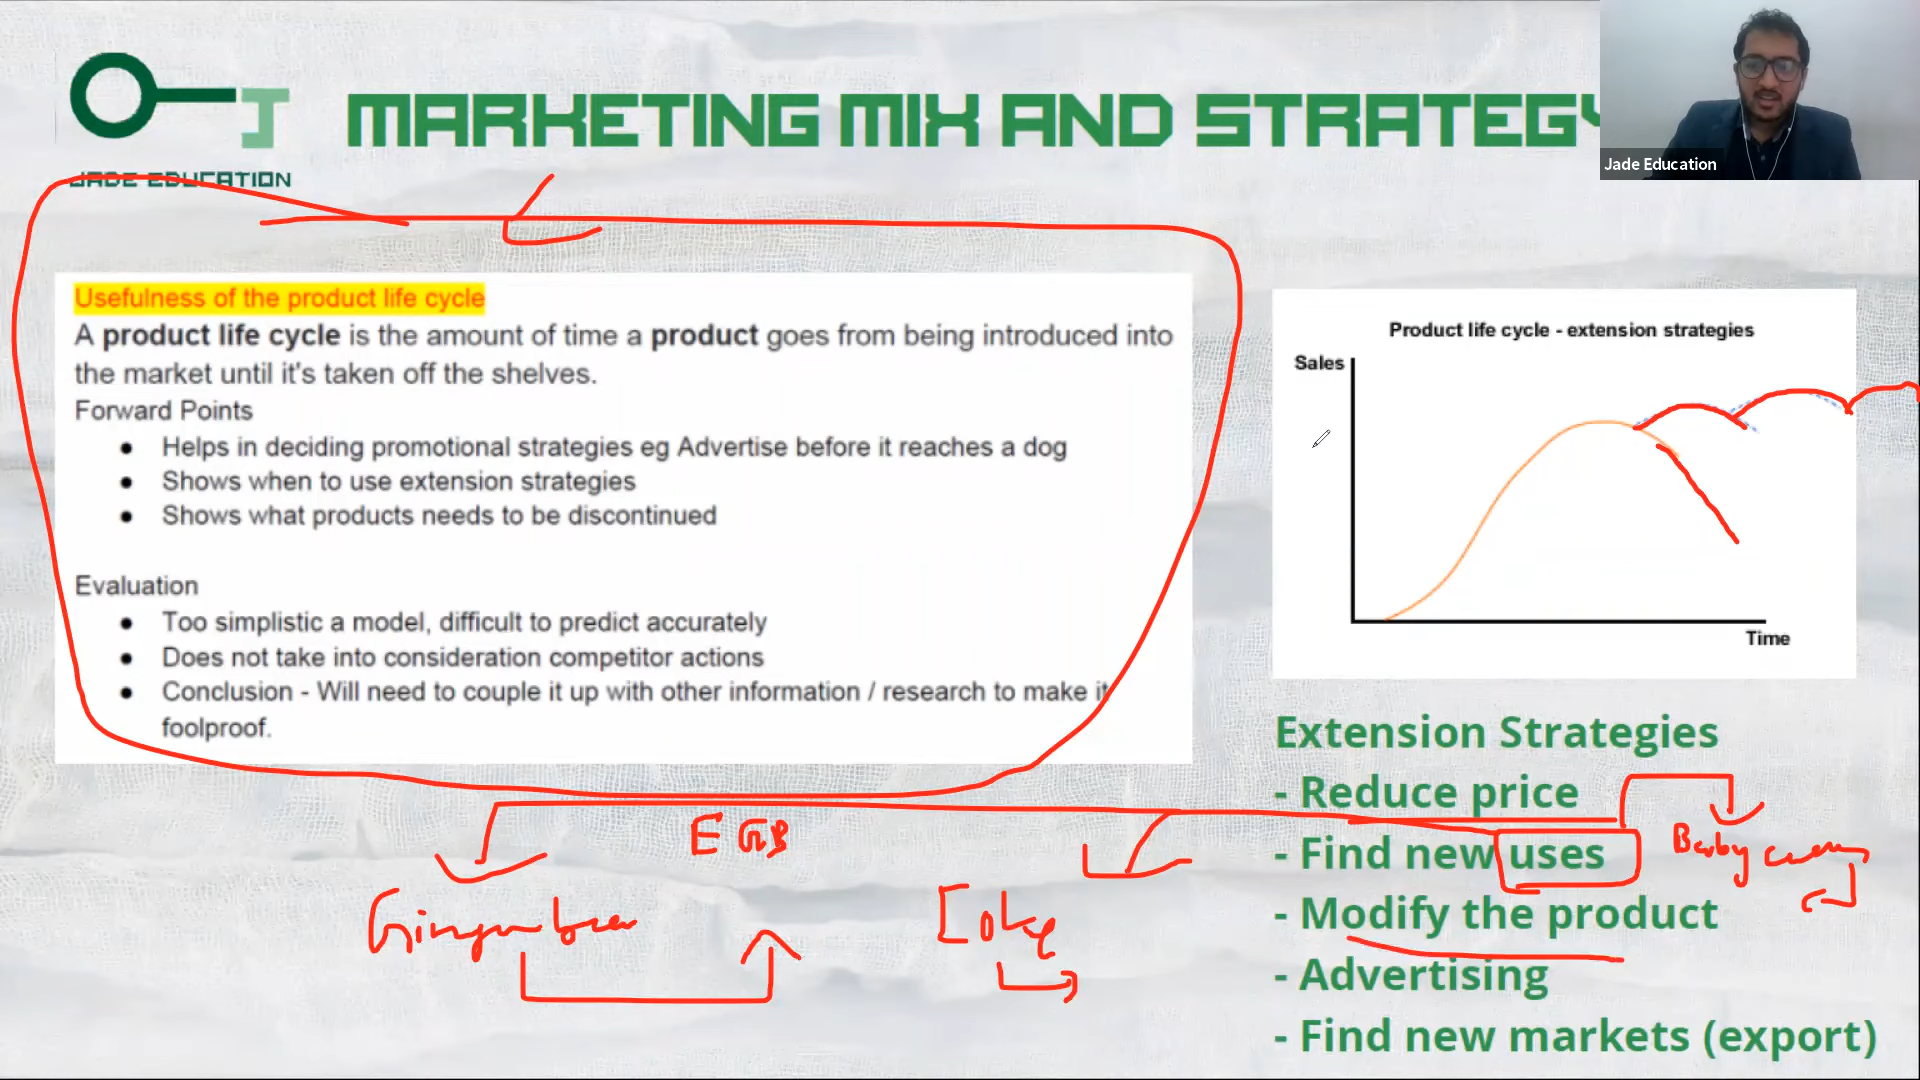 MARKETING MIX AND STRATEGY
JADE EDUCATION
Jade Education
Usefulness of the product life cycle
A product life cycle is the amount of time a product goes from being introduced into
the market until it's taken off the shelves.
Forward Points
● Helps in deciding promotional strategies eg Advertise before it reaches a dog
● Shows when to use extension strategies
● Shows what products needs to be discontinued
Evaluation
● Too simplistic a model, difficult to predict accurately
● Does not take into consideration competitor actions
● Conclusion - Will need to couple it up with other information / research to make it
foolproof.
Product life cycle - extension strategies
Sales
Time
Extension Strategies
- Reduce price
- Find new uses
- Modify the product
- Advertising
- Find new markets (export)
Baby